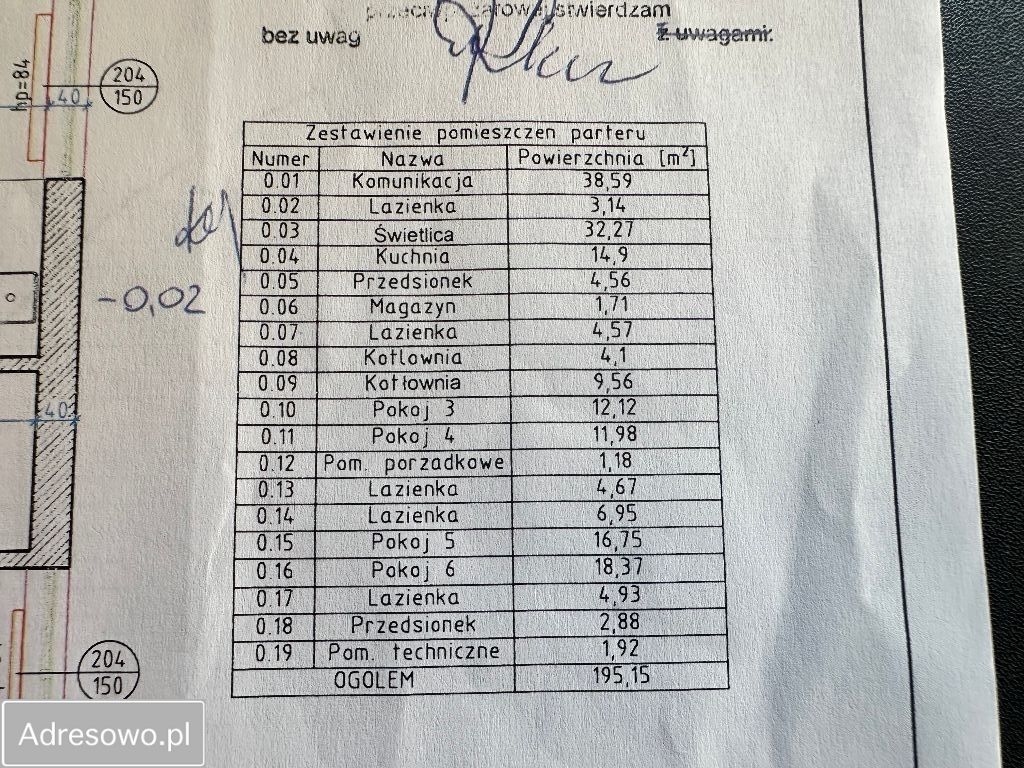 stwierdzam
bez uwag z uwagami.
hp=84
204
150
40
Zestawienie pomieszczen parteru
Numer Nazwa Powierzchnia [m²]
0.01 Komunikacja 38,59
0.02 Lazienka 3,14
0.03 Świetlica 32,27
0.04 Kuchnia 14,9
0.05 Przedsionek 4,56
0.06 Magazyn 1,71
0.07 Lazienka 4,57
0.08 Kotlownia 4,1
0.09 Kotłownia 9,56
0.10 Pokoj 3 12,12
0.11 Pokoj 4 11,98
0.12 Pom. porzadkowe 1,18
0.13 Lazienka 4,67
0.14 Lazienka 6,95
0.15 Pokoj 5 16,75
0.16 Pokoj 6 18,37
0.17 Lazienka 4,93
0.18 Przedsionek 2,88
0.19 Pom. techniczne 1,92
OGOLEM 195,15
-0,02
40
204
150
Adresowo.pl